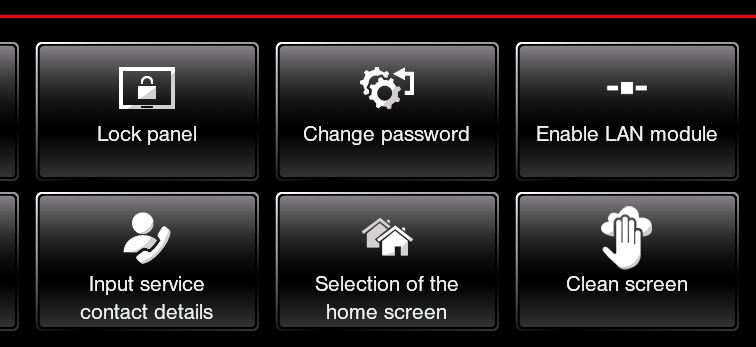 Lock panel
Change password
Enable LAN module
Input service
contact details
Selection of the
home screen
Clean screen